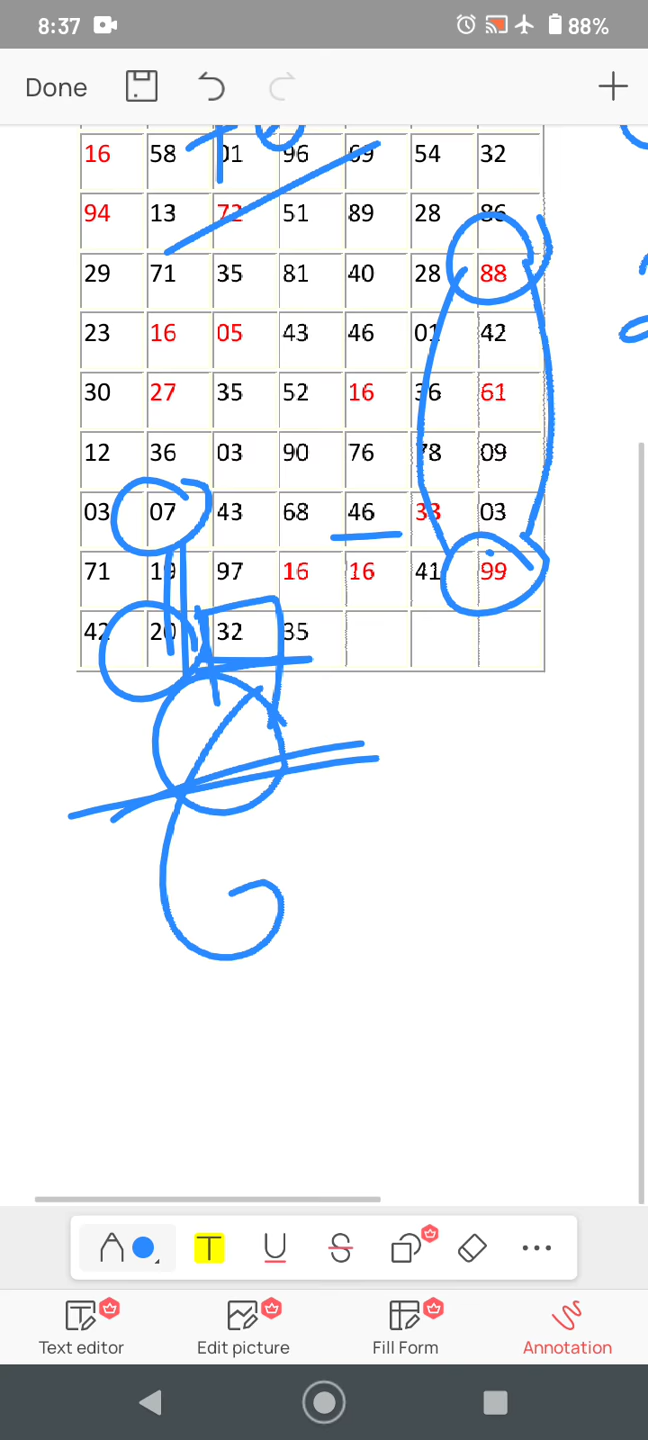 8:37 88%
Done
16 58 01 96 69 54 32
94 13 72 51 89 28 86
29 71 35 81 40 28 88
23 16 05 43 46 01 42
30 27 35 52 16 36 61
12 36 03 90 76 78 09
03 07 43 68 46 33 03
71 19 97 16 16 41 99
42 20 32 35
T
Text editor Edit picture Fill Form Annotation